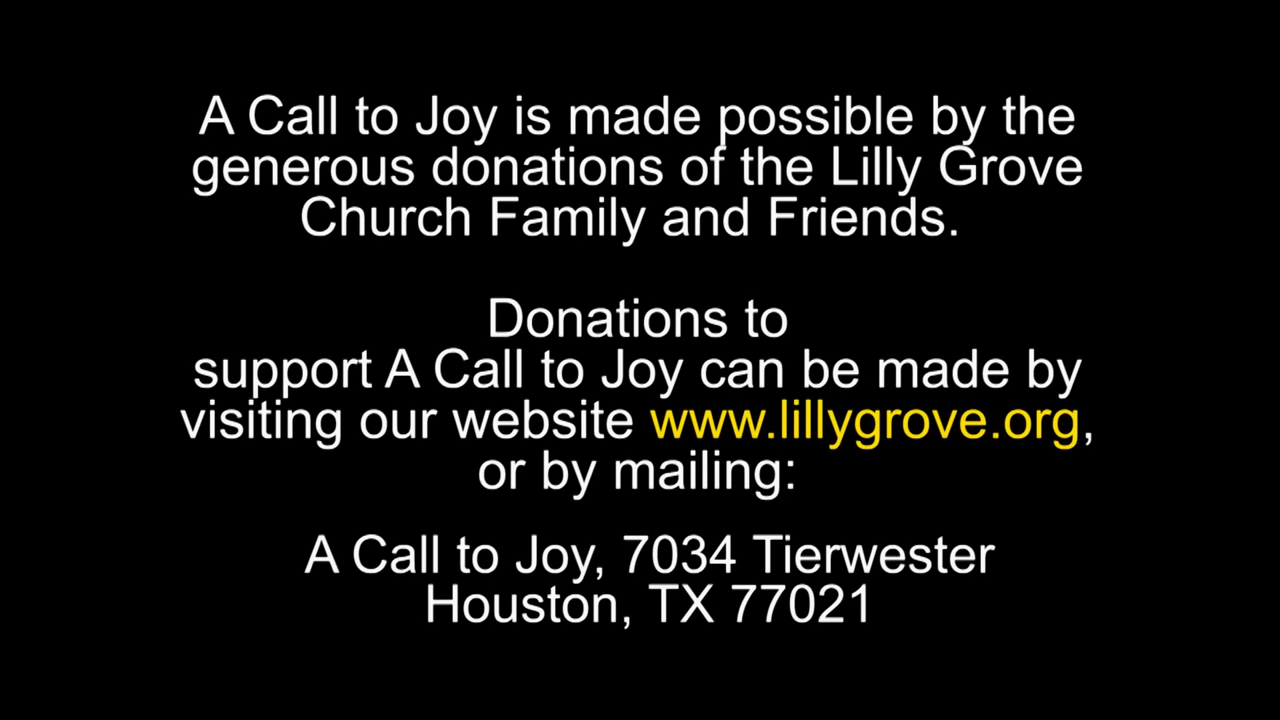 A Call to Joy is made possible by the
generous donations of the Lilly Grove
Church Family and Friends.
Donations to
support A Call to Joy can be made by
visiting our website www.lillygrove.org,
or by mailing:
A Call to Joy, 7034 Tierwester
Houston, TX 77021